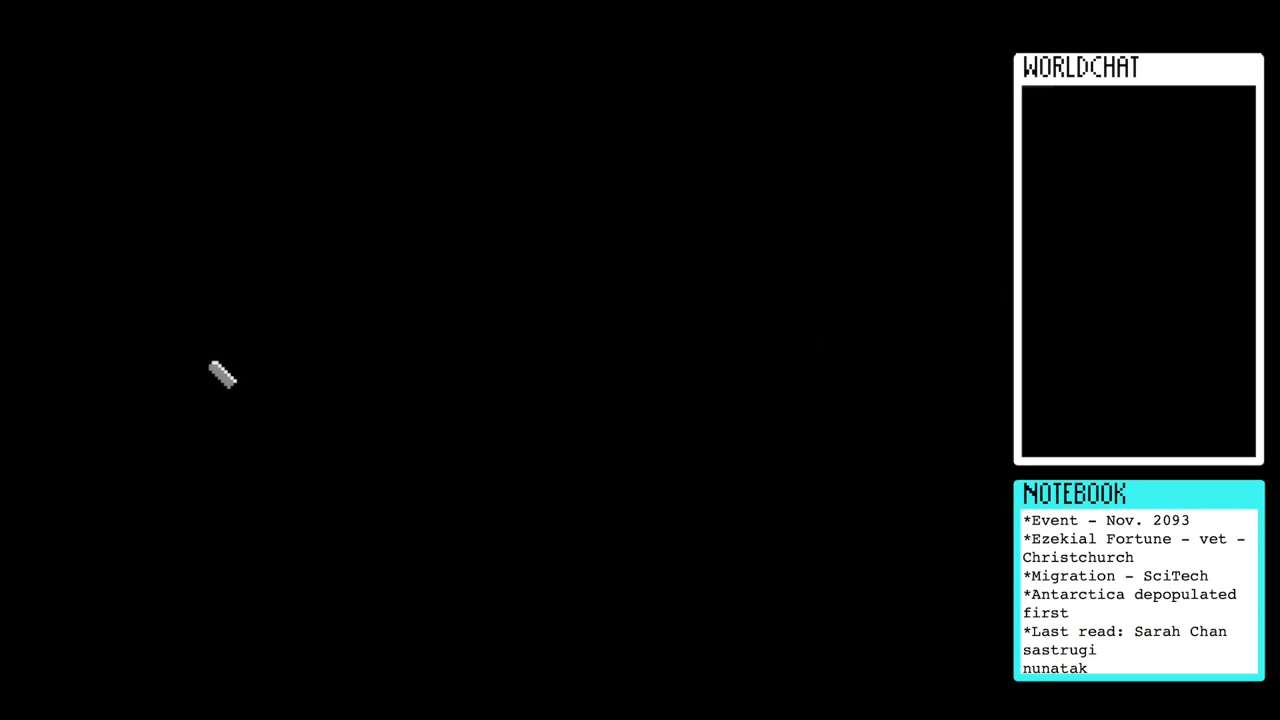 WORLDCHAT
NOTEBOOK
*Event - Nov. 2093
*Ezekial Fortune - vet -
Christchurch
*Migration - SciTech
*Antarctica depopulated
first
*Last read: Sarah Chan
sastrugi
nunatak